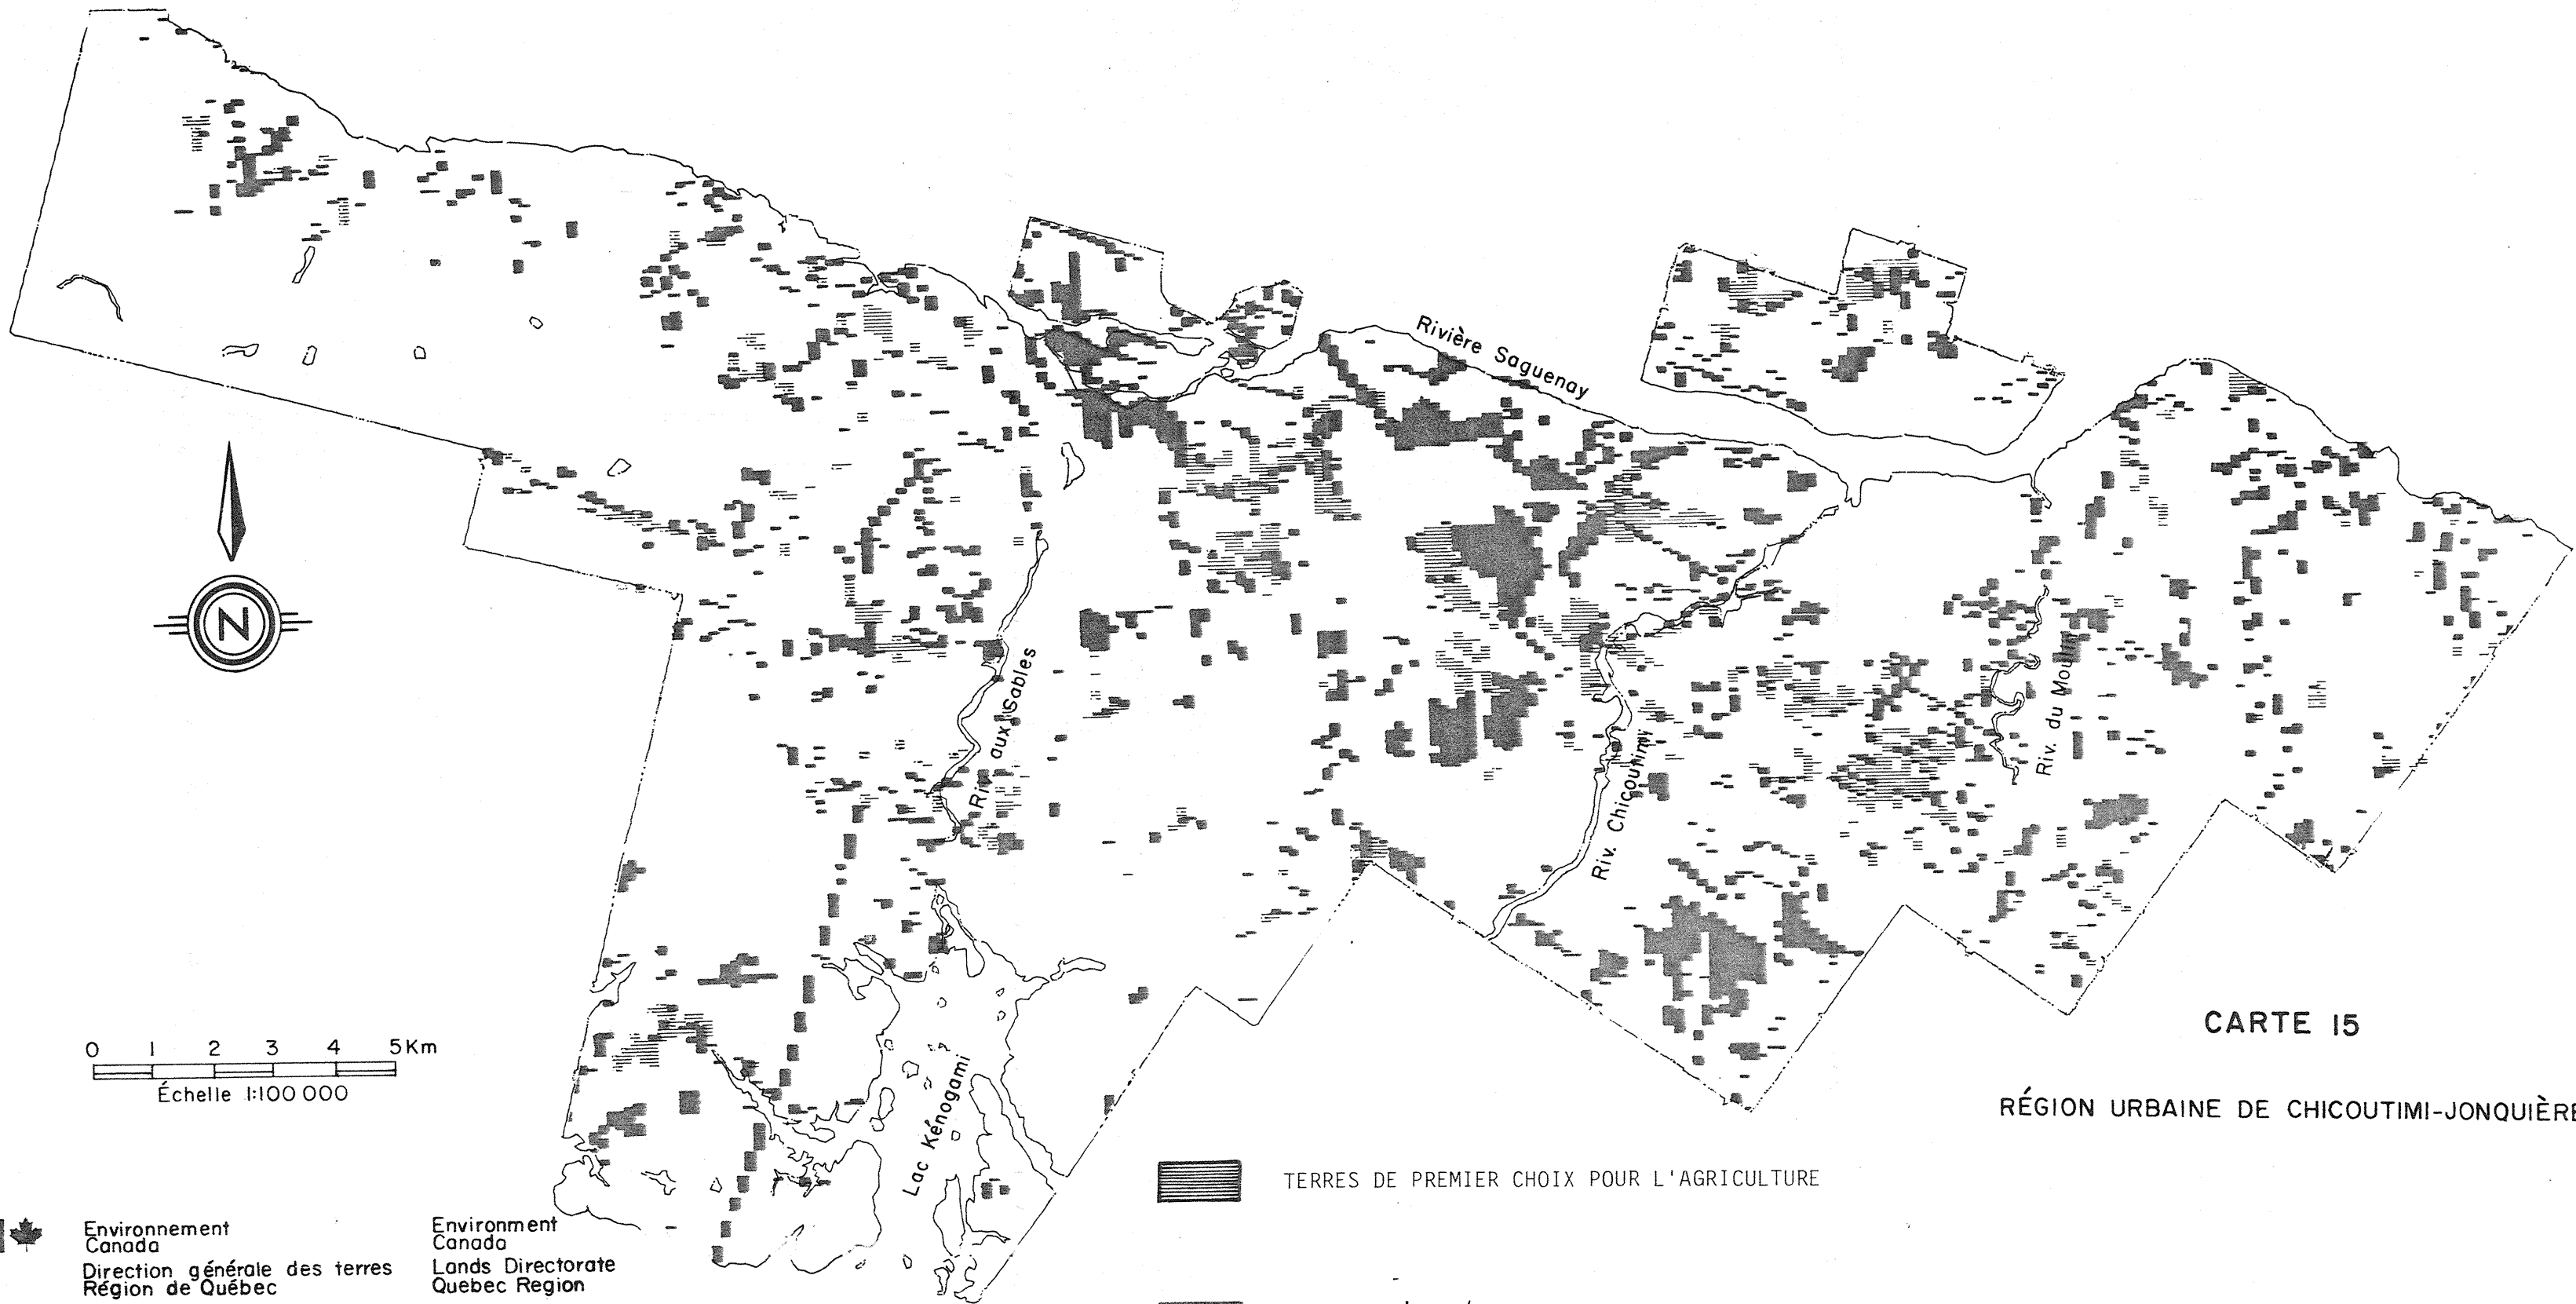 Rivière Saguenay
Riv. aux Sables
Riv. Chicoutimi
Riv. du Moulin
Lac Kénogami
N
0 1 2 3 4 5 Km
Échelle 1:100 000
CARTE 15
RÉGION URBAINE DE CHICOUTIMI-JONQUIÈRE
TERRES DE PREMIER CHOIX POUR L'AGRICULTURE
Environnement
Canada
Direction générale des terres
Région de Québec
Environment
Canada
Lands Directorate
Quebec Region